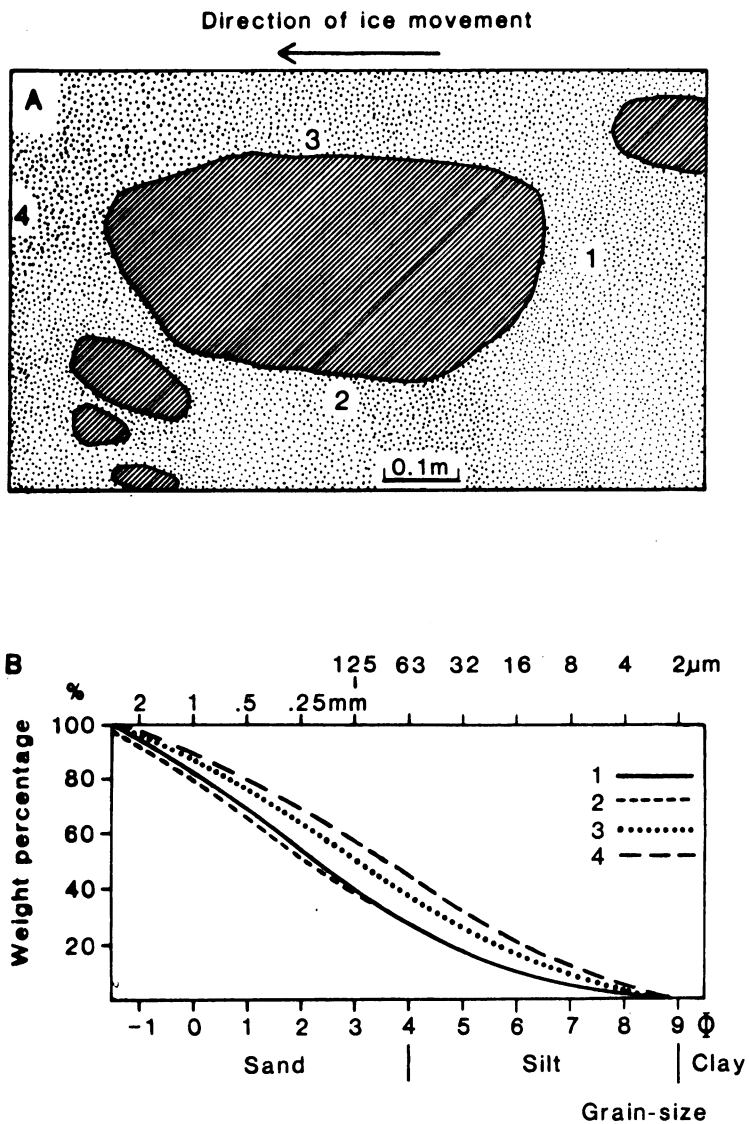 Direction of ice movement
A
3
4
1
2
0.1m
B
125 63 32 16 8 4 2µm
%
2 1 .5 .25mm
Weight percentage
100
80
60
40
20
1
2
3
4
-1 0 1 2 3 4 5 6 7 8 9 Φ
Sand Silt Clay
Grain-size